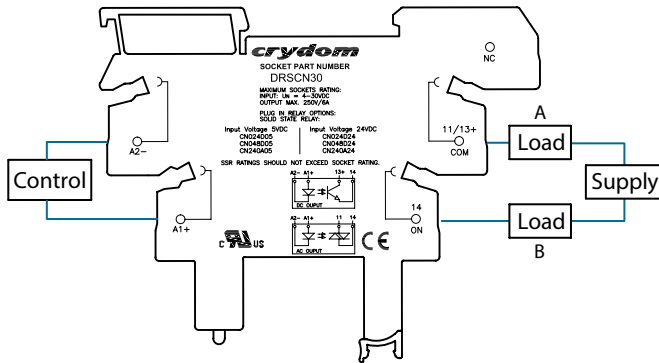 crydom
SOCKET PART NUMBER
DRSCN30
MAXIMUM SOCKETS RATING:
INPUT: UN = 4-30VDC
OUTPUT MAX. 250V/6A
PLUG IN RELAY OPTIONS:
SOLID STATE RELAY:
Input Voltage 5VDC | Input Voltage 24VDC
CN024D05 | CN024D24
CN048D05 | CN048D24
CN240A05 | CN240A24
SSR RATINGS SHOULD NOT EXCEED SOCKET RATING.
NC
A2-
A1+
11/13+
COM
14
ON
A2- A1+ 13+ 14
DC OUPUT
A2- A1+ 11 14
AC OUPUT
C RU US
CE
Control
A
Load
Load
B
Supply